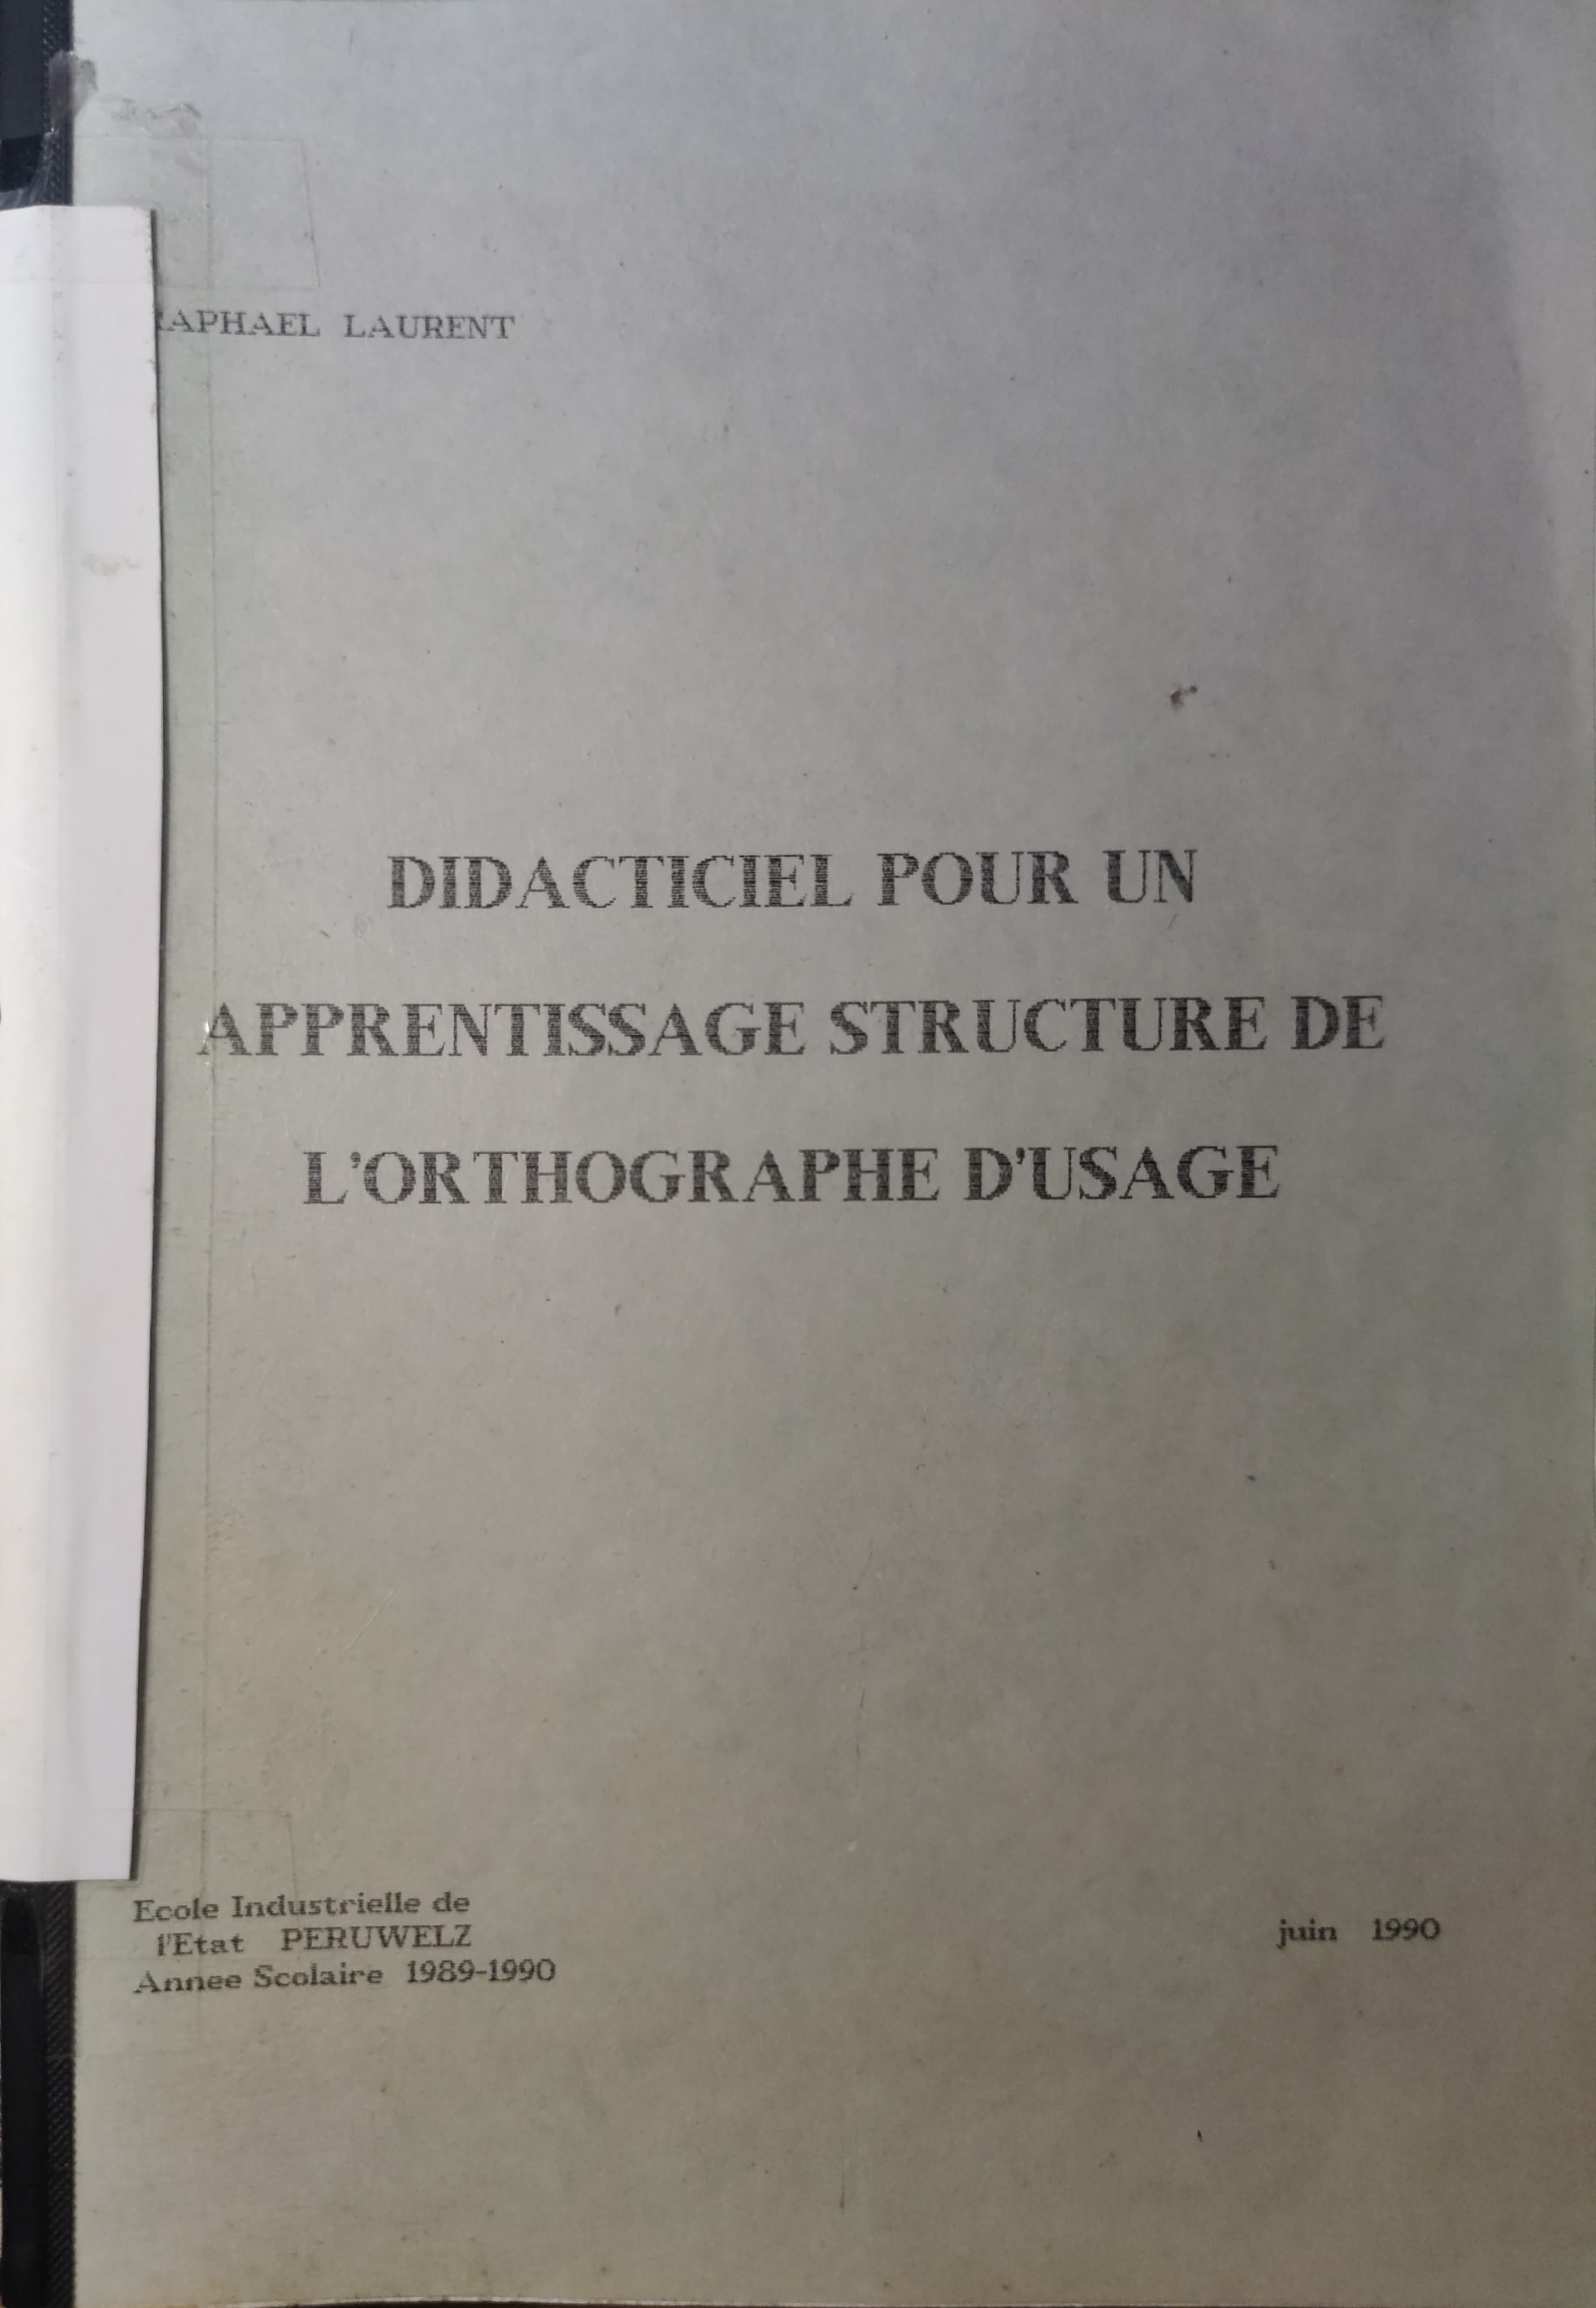 RAPHAEL LAURENT
DIDACTICIEL POUR UN
APPRENTISSAGE STRUCTURE DE
L'ORTHOGRAPHE D'USAGE
Ecole Industrielle de
l'Etat PERUWELZ
Annee Scolaire 1989-1990
juin 1990